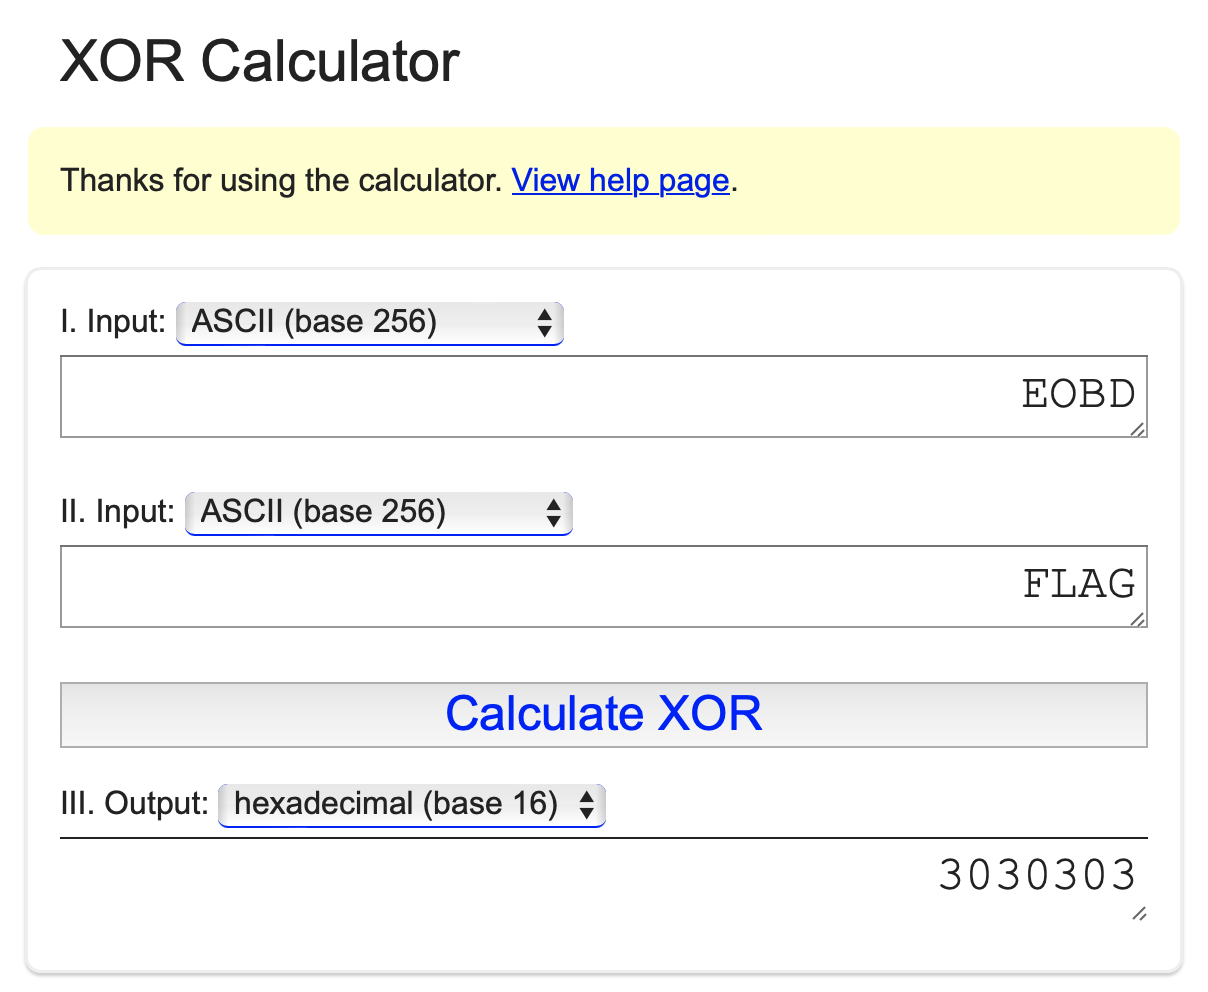 XOR Calculator
Thanks for using the calculator. View help page.
I. Input: ASCII (base 256)
EOBD
II. Input: ASCII (base 256)
FLAG
Calculate XOR
III. Output: hexadecimal (base 16)
3030303